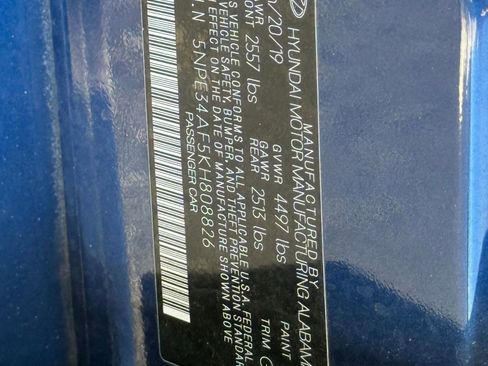 MANUFACTURED BY
HYUNDAI MOTOR MANUFACTURING ALABAMA
/20/19 GVWR 4497 lbs PAINT
2557 lbs GAWR REAR 2513 lbs TRIM
VEHICLE CONFORMS TO ALL APPLICABLE U.S.A. FEDERAL
VEHICLE SAFETY, BUMPER, AND THEFT PREVENTION STANDAR
EFFECT ON THE DATE OF MANUFACTURE SHOWN ABOVE
5NPE34AF5KH808826
PASSENGER CAR